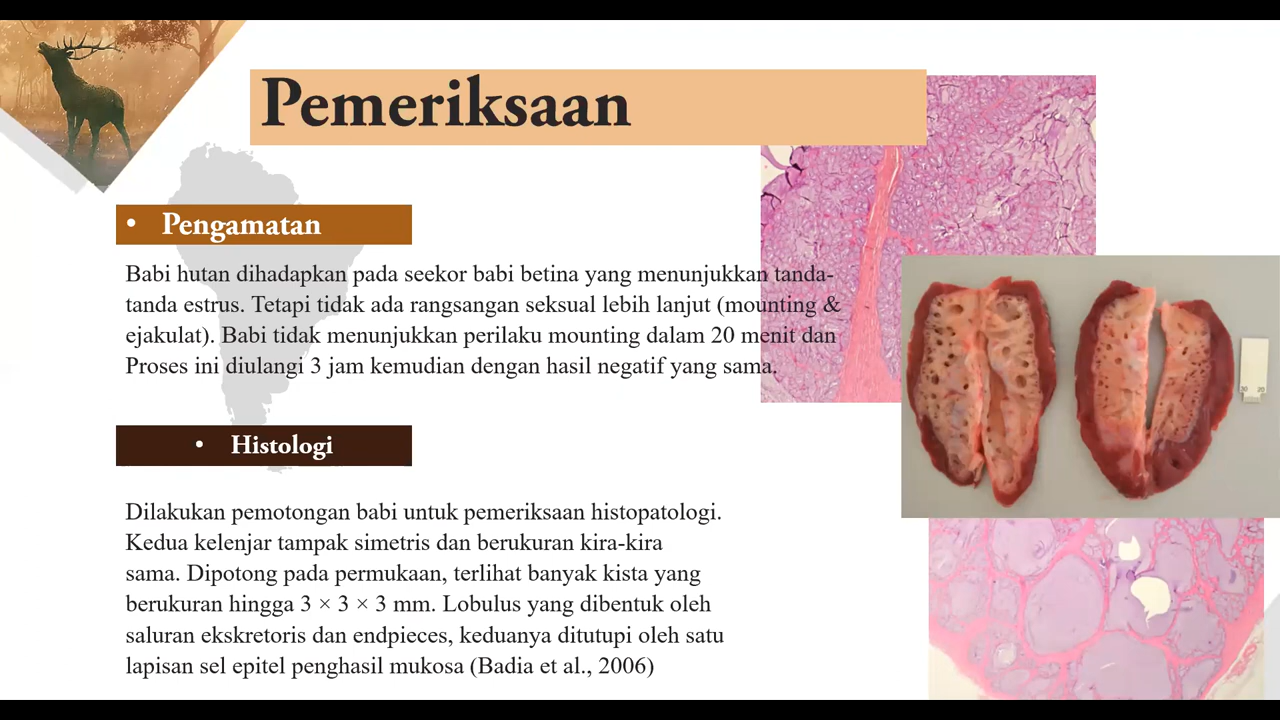 Pemeriksaan
• Pengamatan
Babi hutan dihadapkan pada seekor babi betina yang menunjukkan tanda-
tanda estrus. Tetapi tidak ada rangsangan seksual lebih lanjut (mounting &
ejakulat). Babi tidak menunjukkan perilaku mounting dalam 20 menit dan
Proses ini diulangi 3 jam kemudian dengan hasil negatif yang sama.
• Histologi
Dilakukan pemotongan babi untuk pemeriksaan histopatologi.
Kedua kelenjar tampak simetris dan berukuran kira-kira
sama. Dipotong pada permukaan, terlihat banyak kista yang
berukuran hingga 3 × 3 × 3 mm. Lobulus yang dibentuk oleh
saluran ekskretoris dan endpieces, keduanya ditutupi oleh satu
lapisan sel epitel penghasil mukosa (Badia et al., 2006)